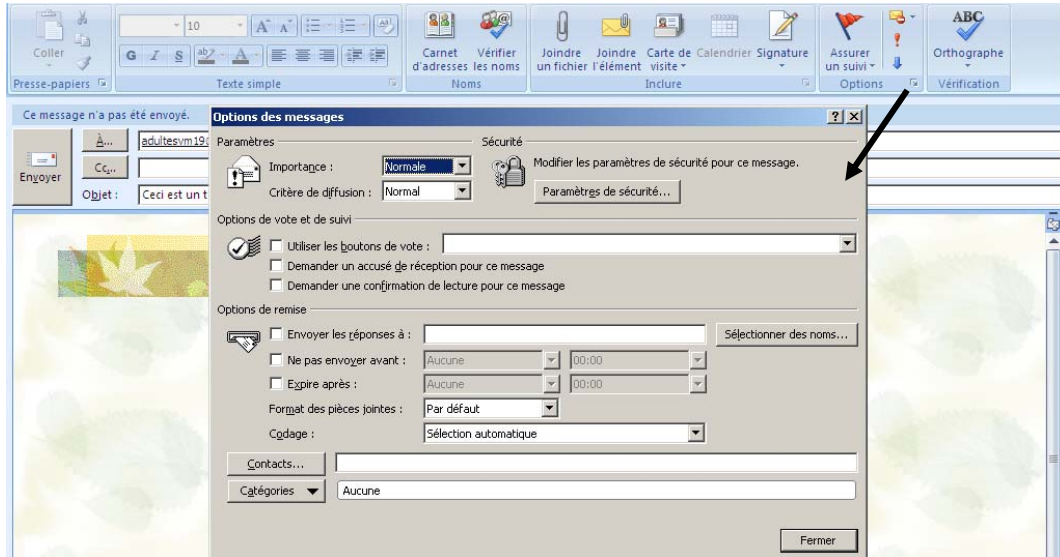 10
Coller
G I S
Carnet d'adresses
Vérifier les noms
Joindre un fichier
Joindre l'élément
Carte de visite
Calendrier
Signature
Assurer un suivi
ABC
Orthographe
Presse-papiers
Texte simple
Noms
Inclure
Options
Vérification
Ce message n'a pas été envoyé.
Envoyer
À...
adultesvm19
Cc...
Objet :
Ceci est un t
Options des messages
Paramètres
Sécurité
Importance :
Normale
Modifier les paramètres de sécurité pour ce message.
Critère de diffusion :
Normal
Paramètres de sécurité...
Options de vote et de suivi
Utiliser les boutons de vote :
Demander un accusé de réception pour ce message
Demander une confirmation de lecture pour ce message
Options de remise
Envoyer les réponses à :
Sélectionner des noms...
Ne pas envoyer avant :
Aucune
00:00
Expire après :
Aucune
00:00
Format des pièces jointes :
Par défaut
Codage :
Sélection automatique
Contacts...
Catégories
Aucune
Fermer